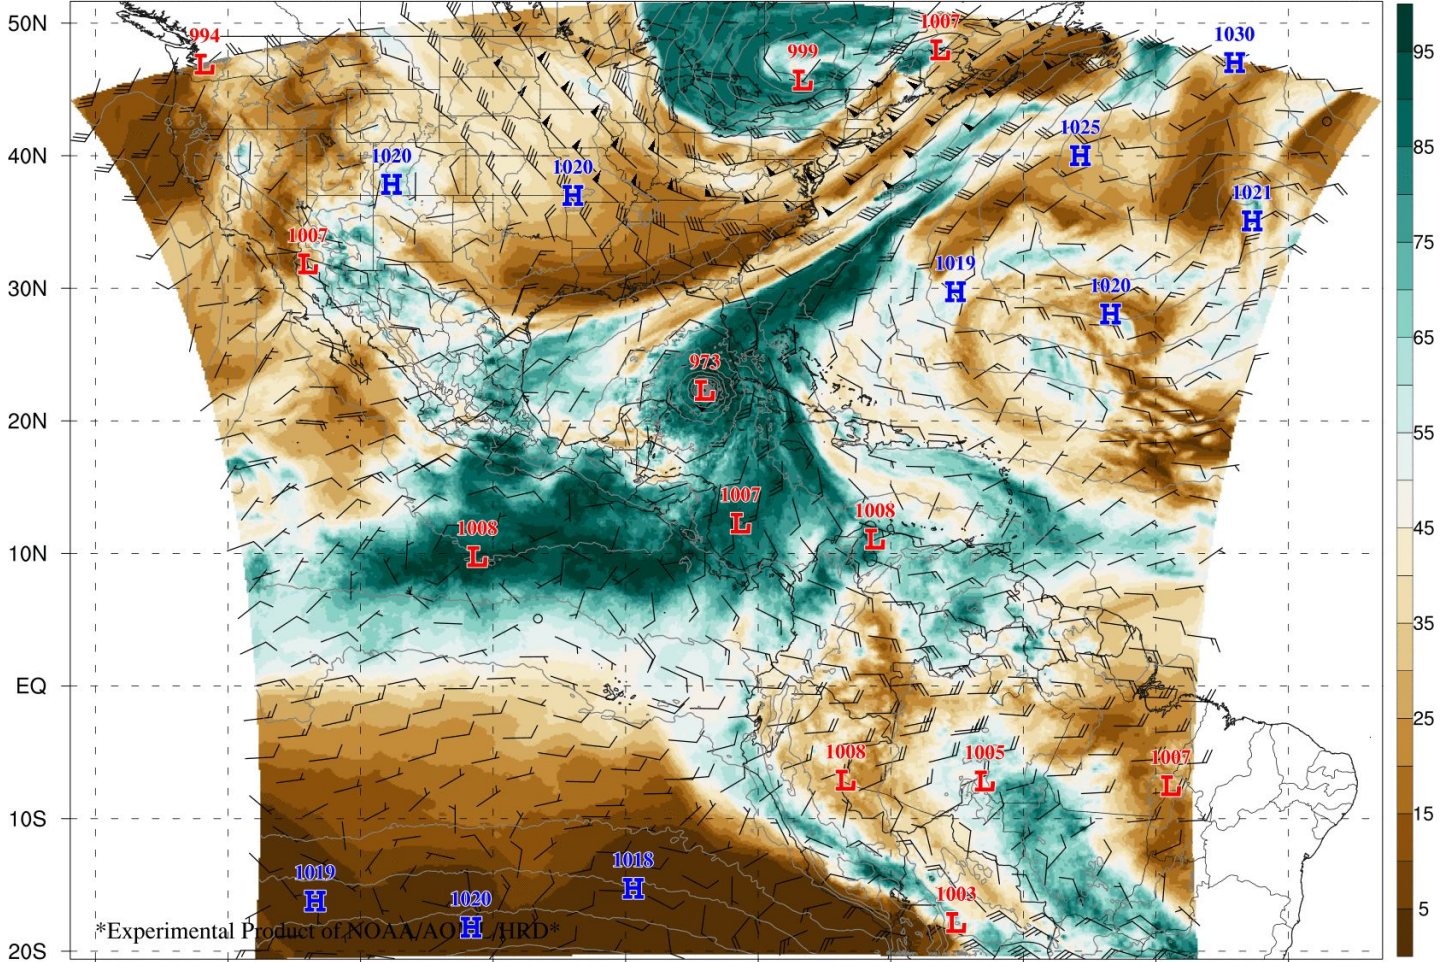 50N
994
L
999
L
1007
L
1030
H
95
40N
1020
H
1020
H
1025
H
1021
H
85
30N
1007
L
1019
H
1020
H
75
20N
973
L
65
10N
1008
L
1007
L
1008
L
55
45
EQ
35
10S
1008
L
1005
L
1007
L
25
15
20S
1019
H
1020
H
1018
H
1003
L
5
*Experimental Product of NOAA/AO L/HRD*